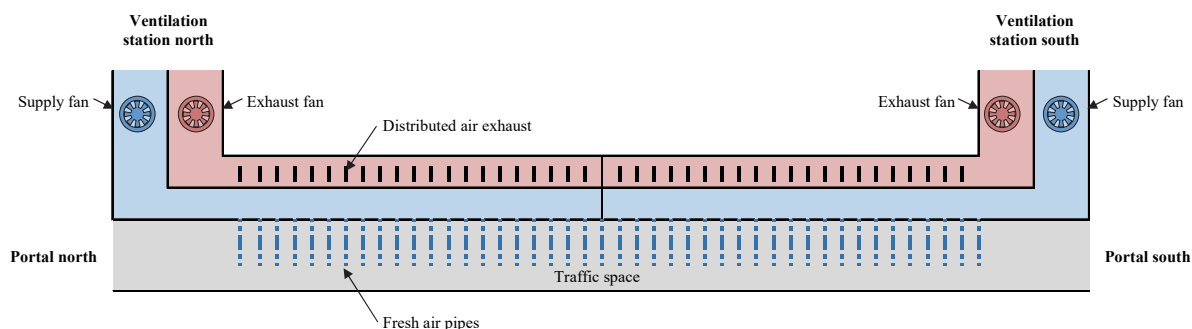 Ventilation
station north
Ventilation
station south
Supply fan
Exhaust fan
Exhaust fan
Supply fan
Distributed air exhaust
Portal north
Portal south
Traffic space
Fresh air pipes